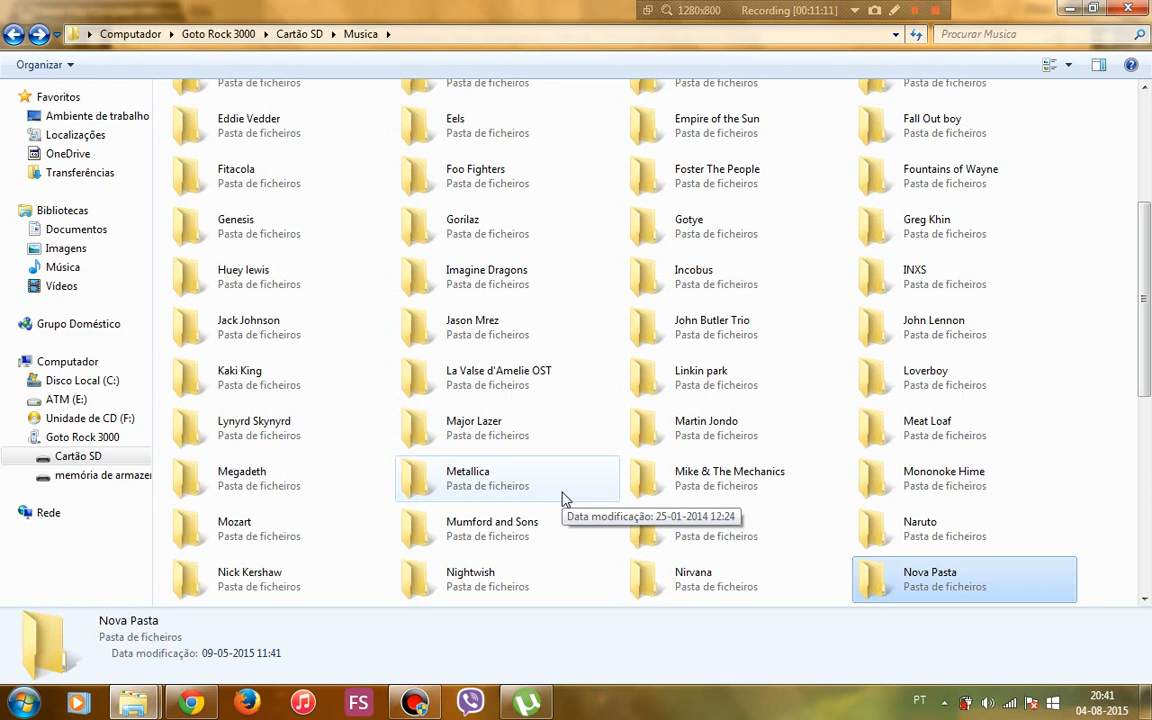 1280x800 Recording [00:11:11]
Computador Goto Rock 3000 Cartão SD Musica
Procurar Musica
Organizar
Favoritos
Ambiente de trabalho
Localizações
OneDrive
Transferências
Bibliotecas
Documentos
Imagens
Música
Vídeos
Grupo Doméstico
Computador
Disco Local (C:)
ATM (E:)
Unidade de CD (F:)
Goto Rock 3000
Cartão SD
memória de armaze
Rede
Pasta de ficheiros Pasta de ficheiros Pasta de ficheiros Pasta de ficheiros
Eddie Vedder Eels Empire of the Sun Fall Out boy
Pasta de ficheiros Pasta de ficheiros Pasta de ficheiros Pasta de ficheiros
Fitacola Foo Fighters Foster The People Fountains of Wayne
Pasta de ficheiros Pasta de ficheiros Pasta de ficheiros Pasta de ficheiros
Genesis Gorilaz Gotye Greg Khin
Pasta de ficheiros Pasta de ficheiros Pasta de ficheiros Pasta de ficheiros
Huey lewis Imagine Dragons Incobus INXS
Pasta de ficheiros Pasta de ficheiros Pasta de ficheiros Pasta de ficheiros
Jack Johnson Jason Mrez John Butler Trio John Lennon
Pasta de ficheiros Pasta de ficheiros Pasta de ficheiros Pasta de ficheiros
Kaki King La Valse d'Amelie OST Linkin park Loverboy
Pasta de ficheiros Pasta de ficheiros Pasta de ficheiros Pasta de ficheiros
Lynyrd Skynyrd Major Lazer Martin Jondo Meat Loaf
Pasta de ficheiros Pasta de ficheiros Pasta de ficheiros Pasta de ficheiros
Megadeth Metallica Mike & The Mechanics Mononoke Hime
Pasta de ficheiros Pasta de ficheiros Pasta de ficheiros Pasta de ficheiros
Data modificação: 25-01-2014 12:24
Mozart Mumford and Sons Naruto
Pasta de ficheiros Pasta de ficheiros Pasta de ficheiros Pasta de ficheiros
Nick Kershaw Nightwish Nirvana Nova Pasta
Pasta de ficheiros Pasta de ficheiros Pasta de ficheiros Pasta de ficheiros
Nova Pasta
Pasta de ficheiros
Data modificação: 09-05-2015 11:41
FS
PT
20:41
04-08-2015